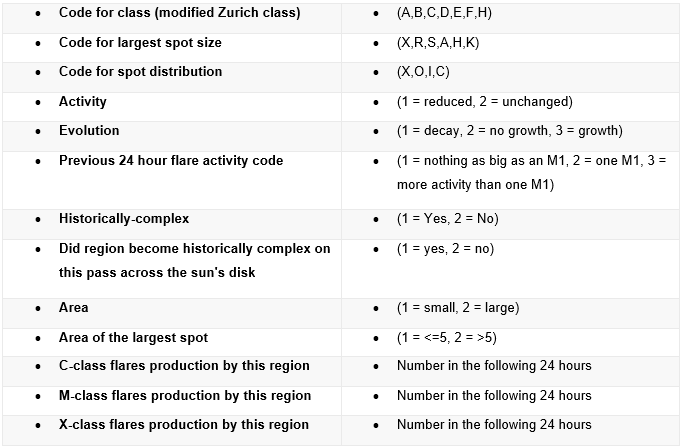 • Code for class (modified Zurich class) • (A,B,C,D,E,F,H)
• Code for largest spot size • (X,R,S,A,H,K)
• Code for spot distribution • (X,O,I,C)
• Activity • (1 = reduced, 2 = unchanged)
• Evolution • (1 = decay, 2 = no growth, 3 = growth)
• Previous 24 hour flare activity code • (1 = nothing as big as an M1, 2 = one M1, 3 =
more activity than one M1)
• Historically-complex • (1 = Yes, 2 = No)
• Did region become historically complex on • (1 = yes, 2 = no)
this pass across the sun's disk
• Area • (1 = small, 2 = large)
• Area of the largest spot • (1 = <=5, 2 = >5)
• C-class flares production by this region • Number in the following 24 hours
• M-class flares production by this region • Number in the following 24 hours
• X-class flares production by this region • Number in the following 24 hours